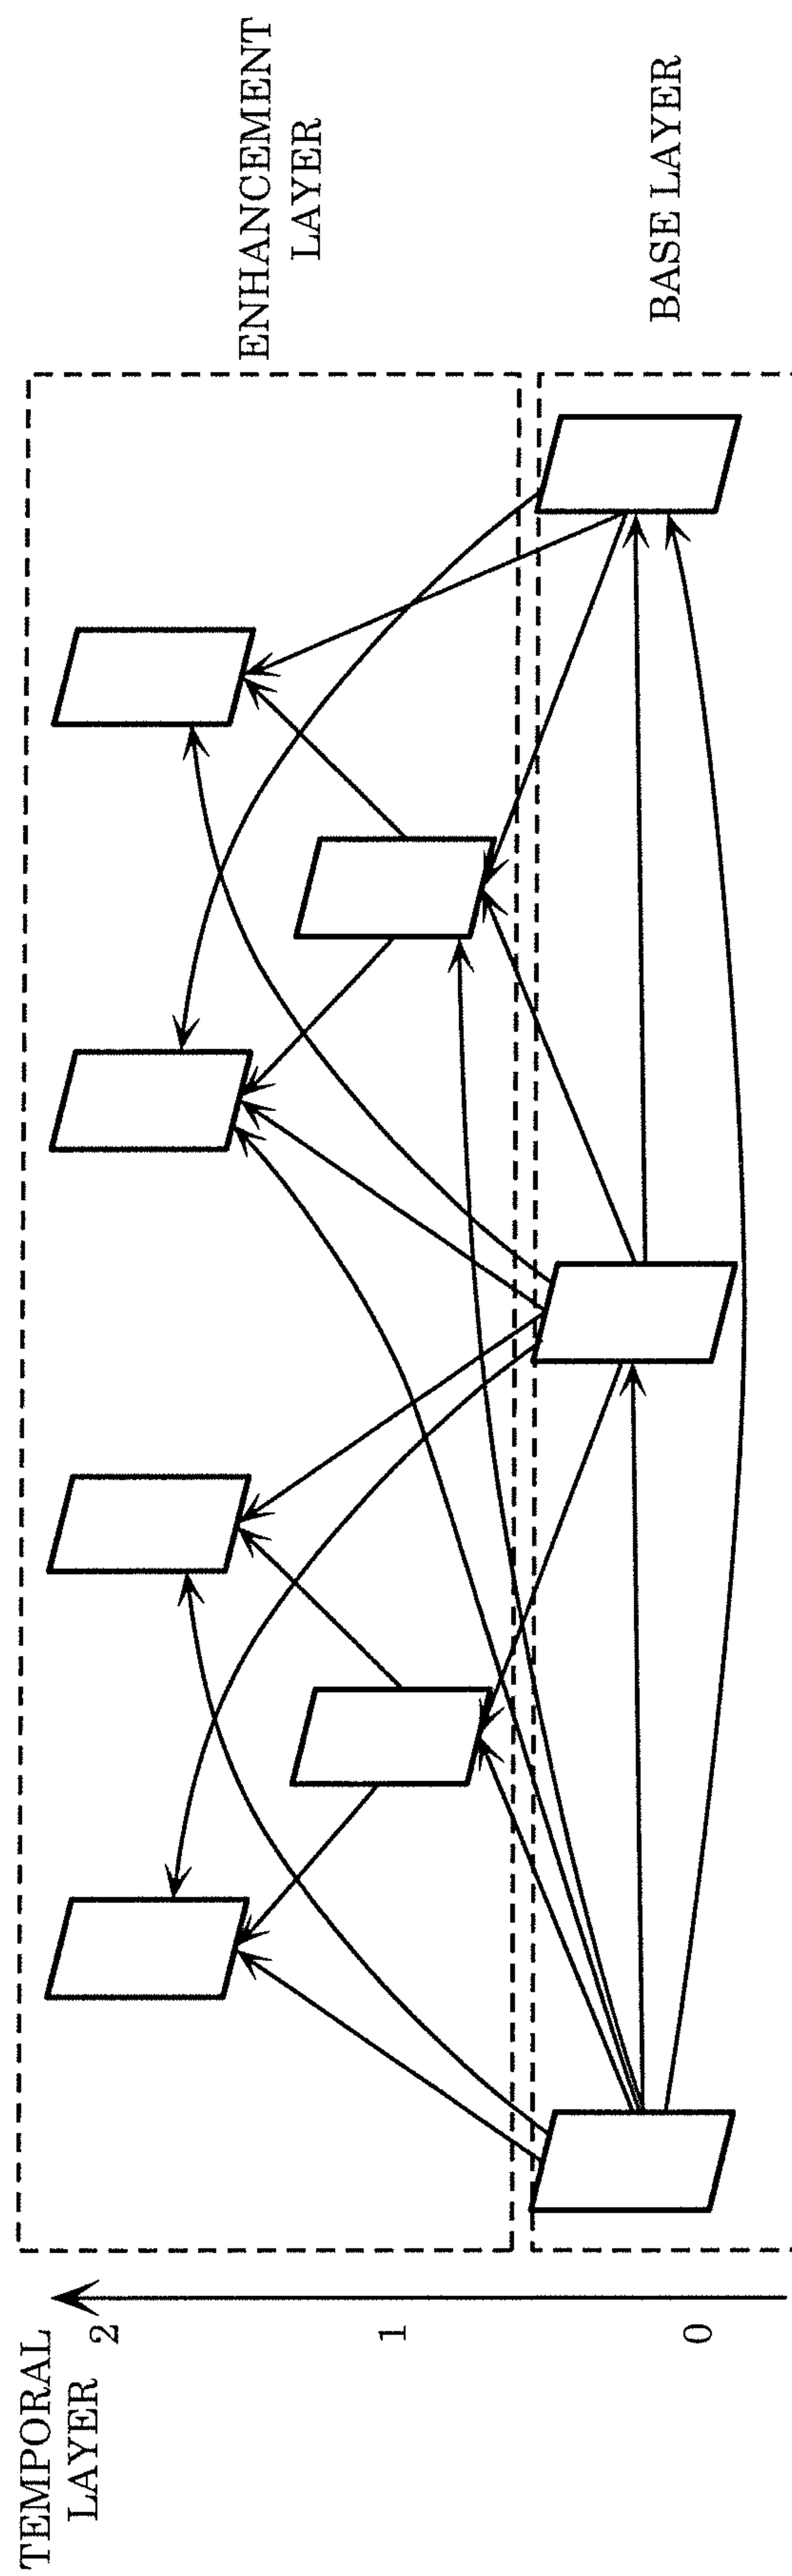 TEMPORAL
LAYER
2
1
0
ENHANCEMENT
LAYER
BASE LAYER